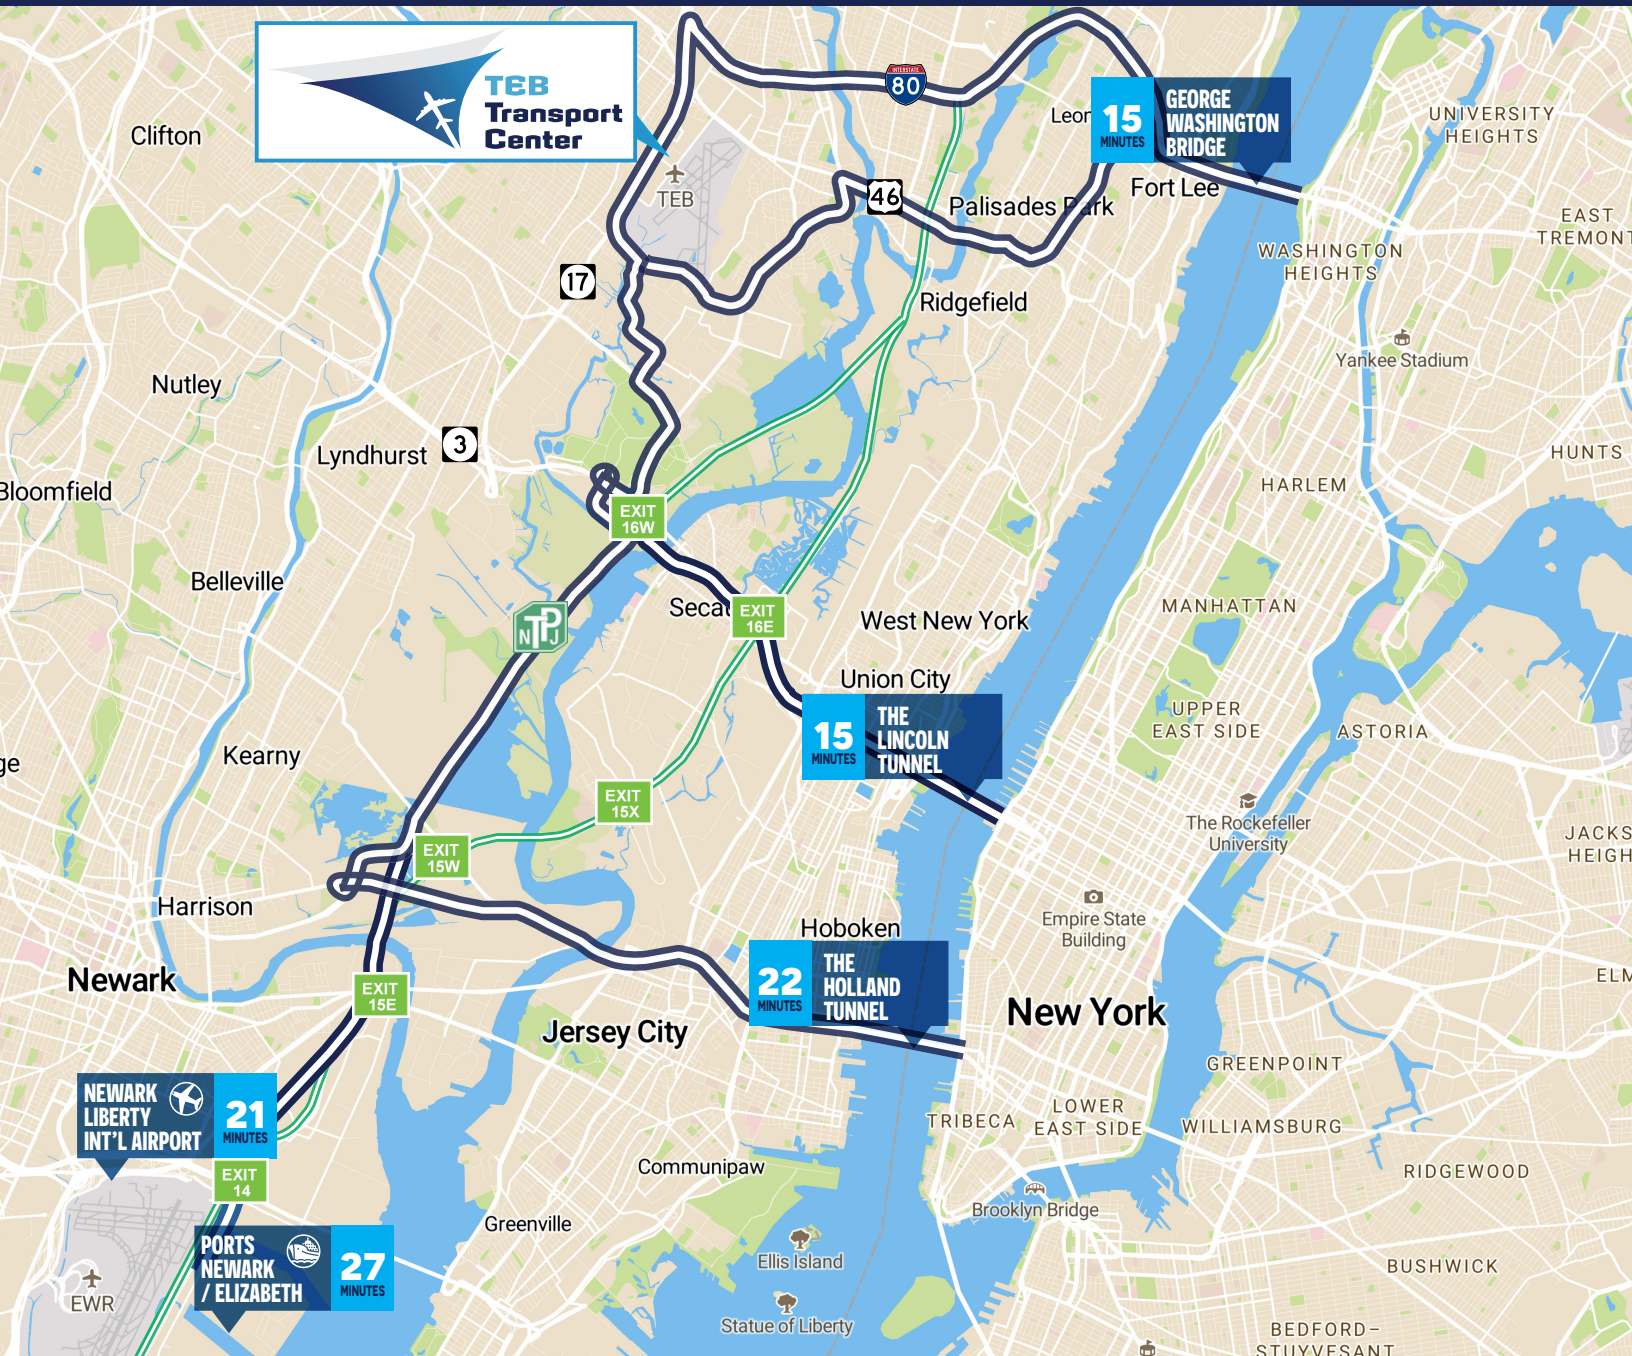 TEB
Transport
Center
INTERSTATE
80
Clifton
Leon
15
MINUTES
GEORGE
WASHINGTON
BRIDGE
UNIVERSITY
HEIGHTS
TEB
46
Fort Lee
Palisades Park
EAST
TREMONT
WASHINGTON
HEIGHTS
17
Ridgefield
Yankee Stadium
Nutley
Lyndhurst
3
HUNTS
Bloomfield
HARLEM
EXIT
16W
Belleville
Secau
EXIT
16E
MANHATTAN
West New York
NTPJ
Union City
15
MINUTES
THE
LINCOLN
TUNNEL
UPPER
EAST SIDE
ASTORIA
Kearny
ge
EXIT
15X
The Rockefeller
University
JACKS
HEIGH
EXIT
15W
Harrison
Empire State
Building
Hoboken
Newark
22
MINUTES
THE
HOLLAND
TUNNEL
ELM
EXIT
15E
New York
Jersey City
GREENPOINT
NEWARK
LIBERTY
INT'L AIRPORT
21
MINUTES
TRIBECA
LOWER
EAST SIDE
WILLIAMSBURG
Communipaw
RIDGEWOOD
EXIT
14
Brooklyn Bridge
Greenville
PORTS
NEWARK
/ ELIZABETH
27
MINUTES
Ellis Island
BUSHWICK
EWR
Statue of Liberty
BEDFORD–
STUYVESANT